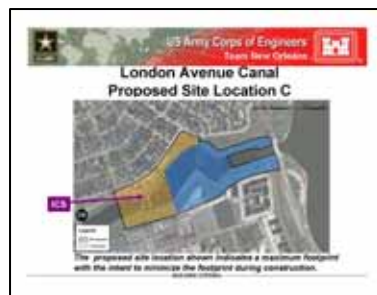 US Army Corps of Engineers
Team New Orleans
London Avenue Canal
Proposed Site Location C
ICS
Legend
The proposed site location shown indicates a maximum footprint
with the intent to minimize the footprint during construction.